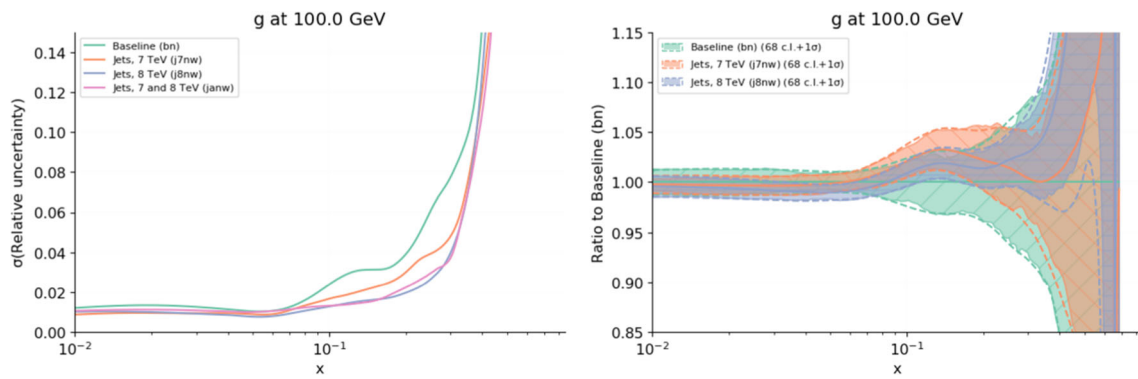 g at 100.0 GeV
0.14
0.12
0.10
0.08
0.06
0.04
0.02
0.00
σ(Relative uncertainty)
Baseline (bn)
Jets, 7 TeV (j7nw)
Jets, 8 TeV (j8nw)
Jets, 7 and 8 TeV (janw)
10⁻²
10⁻¹
x
g at 100.0 GeV
1.15
1.10
1.05
1.00
0.95
0.90
0.85
Ratio to Baseline (bn)
Baseline (bn) (68 c.l.+1σ)
Jets, 7 TeV (j7nw) (68 c.l.+1σ)
Jets, 8 TeV (j8nw) (68 c.l.+1σ)
10⁻²
10⁻¹
x